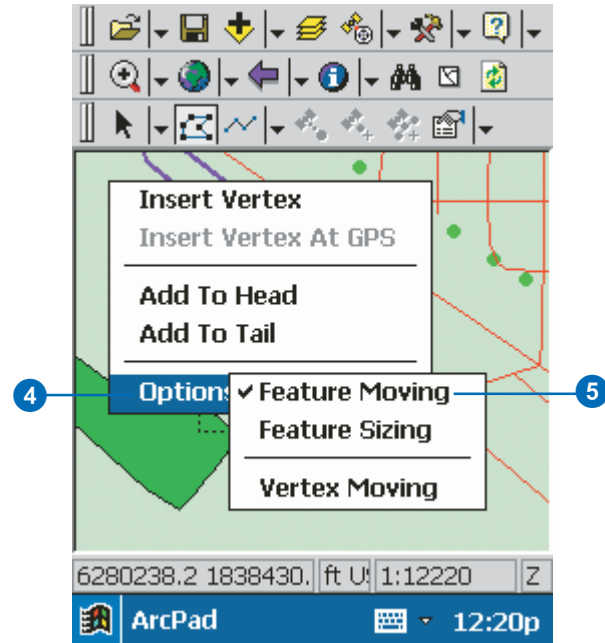 Insert Vertex
Insert Vertex At GPS
Add To Head
Add To Tail
4
Options
Feature Moving
5
Feature Sizing
Vertex Moving
6280238.2 1838430. ft U 1:12220 Z
ArcPad 12:20p